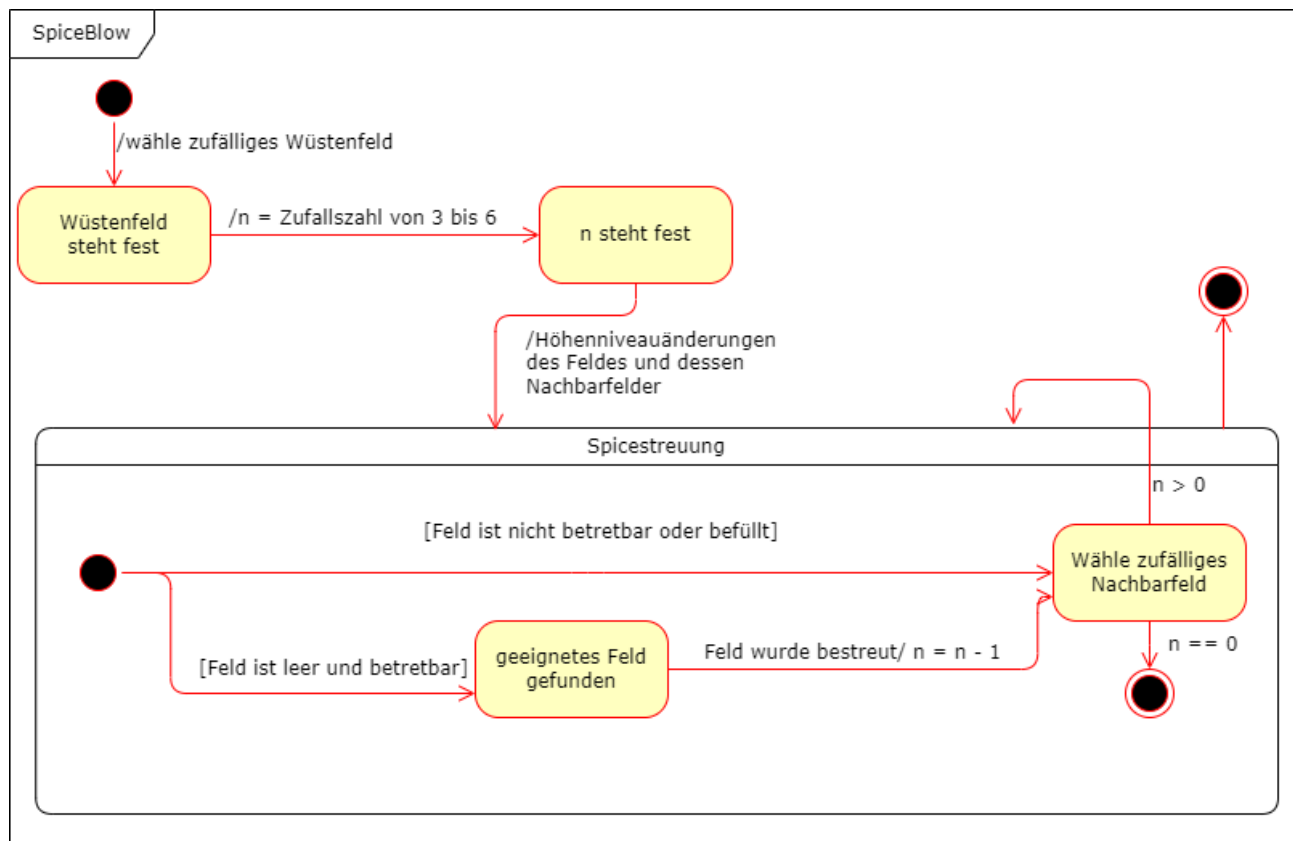 SpiceBlow
/wähle zufälliges Wüstenfeld
Wüstenfeld
steht fest
/n = Zufallszahl von 3 bis 6
n steht fest
/Höhenniveauänderungen
des Feldes und dessen
Nachbarfelder
Spicestreuung
n > 0
[Feld ist nicht betretbar oder befüllt]
Wähle zufälliges
Nachbarfeld
[Feld ist leer und betretbar]
geeignetes Feld
gefunden
Feld wurde bestreut/ n = n - 1
n == 0